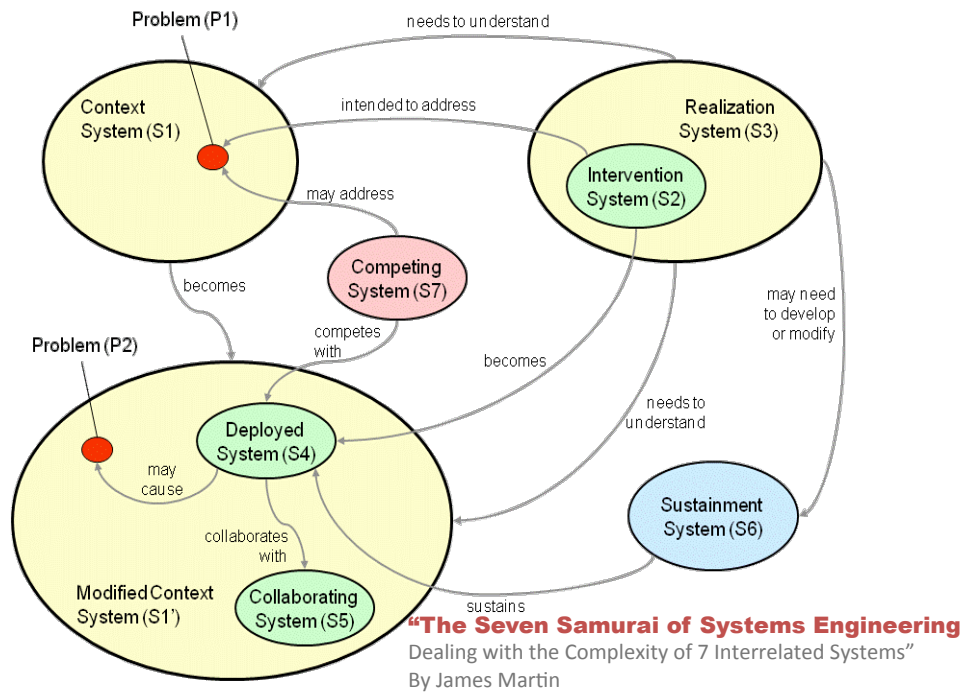 Problem (P1)
needs to understand
Context
System (S1)
intended to address
Realization
System (S3)
Intervention
System (S2)
may address
Competing
System (S7)
becomes
may need
to develop
or modify
competes
with
Problem (P2)
becomes
needs to
understand
Deployed
System (S4)
may
cause
Sustainment
System (S6)
collaborates
with
Modified Context
System (S1’)
Collaborating
System (S5)
sustains
“The Seven Samurai of Systems Engineering
Dealing with the Complexity of 7 Interrelated Systems”
By James Martin